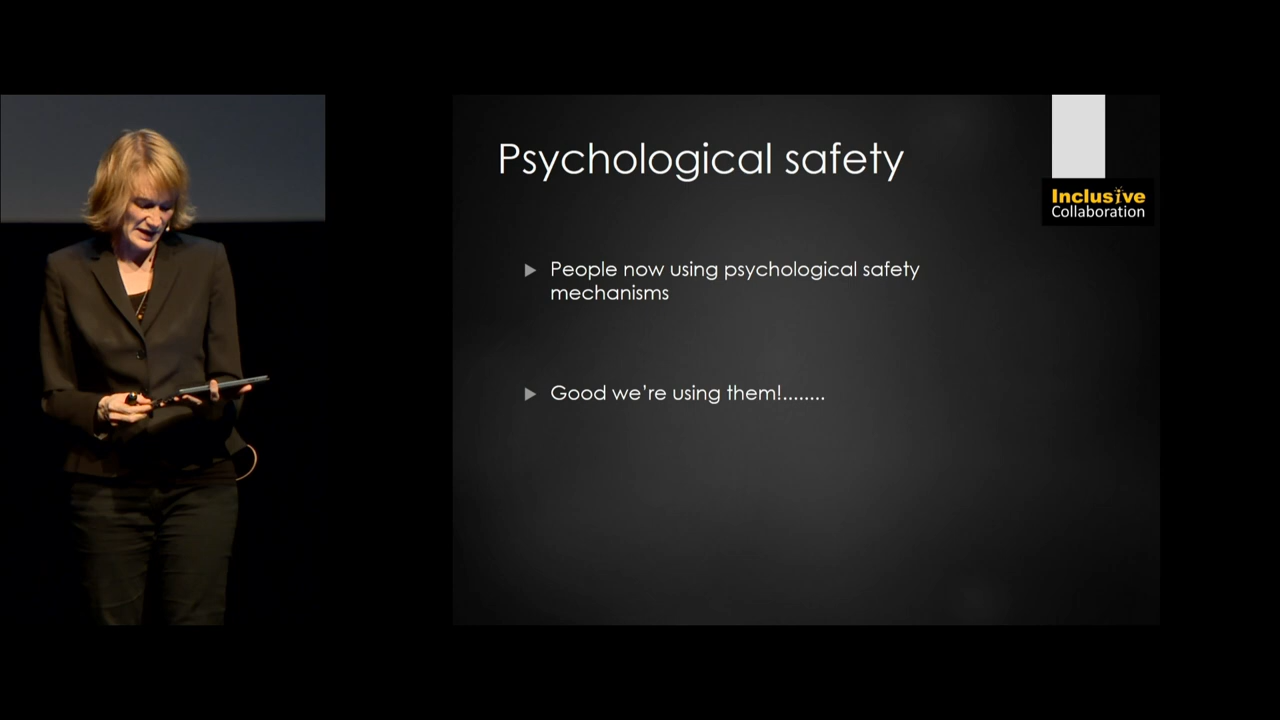 Psychological safety
Inclusive
Collaboration
People now using psychological safety
mechanisms
Good we're using them!........